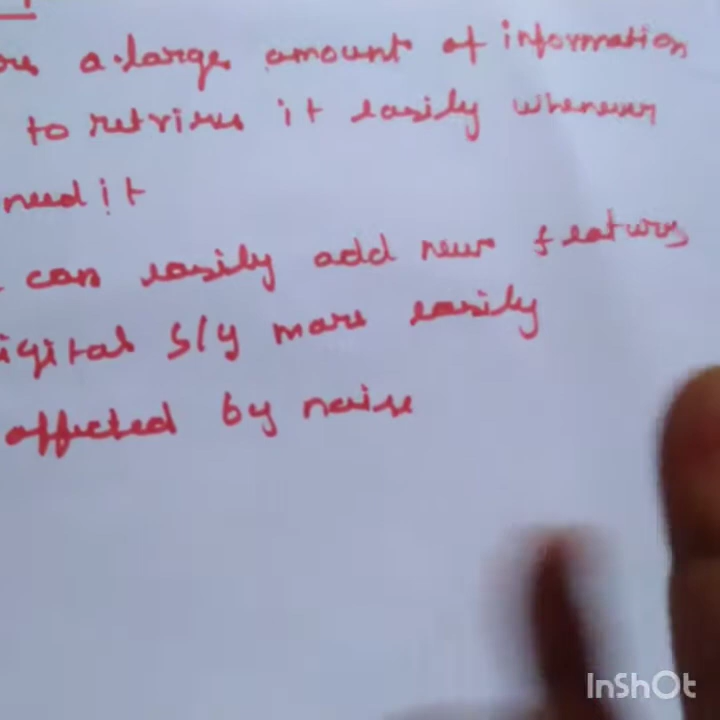 a large amount of information
to retrieve it easily whenever
need it
can easily add new features
digital s/y more easily
affected by noise
InShOt